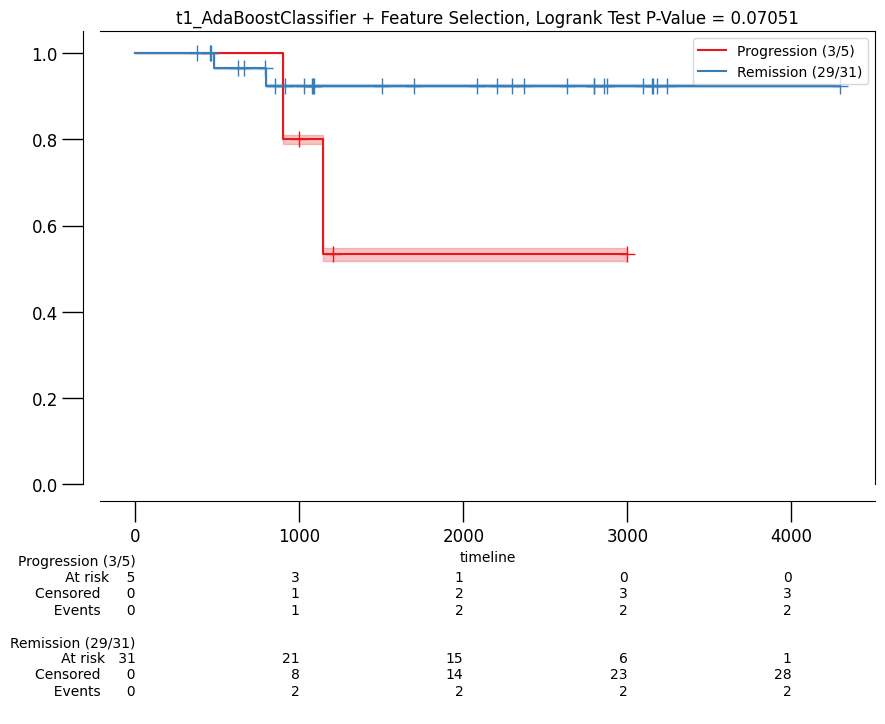 t1_AdaBoostClassifier + Feature Selection, Logrank Test P-Value = 0.07051
Progression (3/5)
Remission (29/31)
1.0
0.8
0.6
0.4
0.2
0.0
0 1000 2000 3000 4000
timeline
Progression (3/5)
At risk 5 3 1 0 0
Censored 0 1 2 3 3
Events 0 1 2 2 2
Remission (29/31)
At risk 31 21 15 6 1
Censored 0 8 14 23 28
Events 0 2 2 2 2